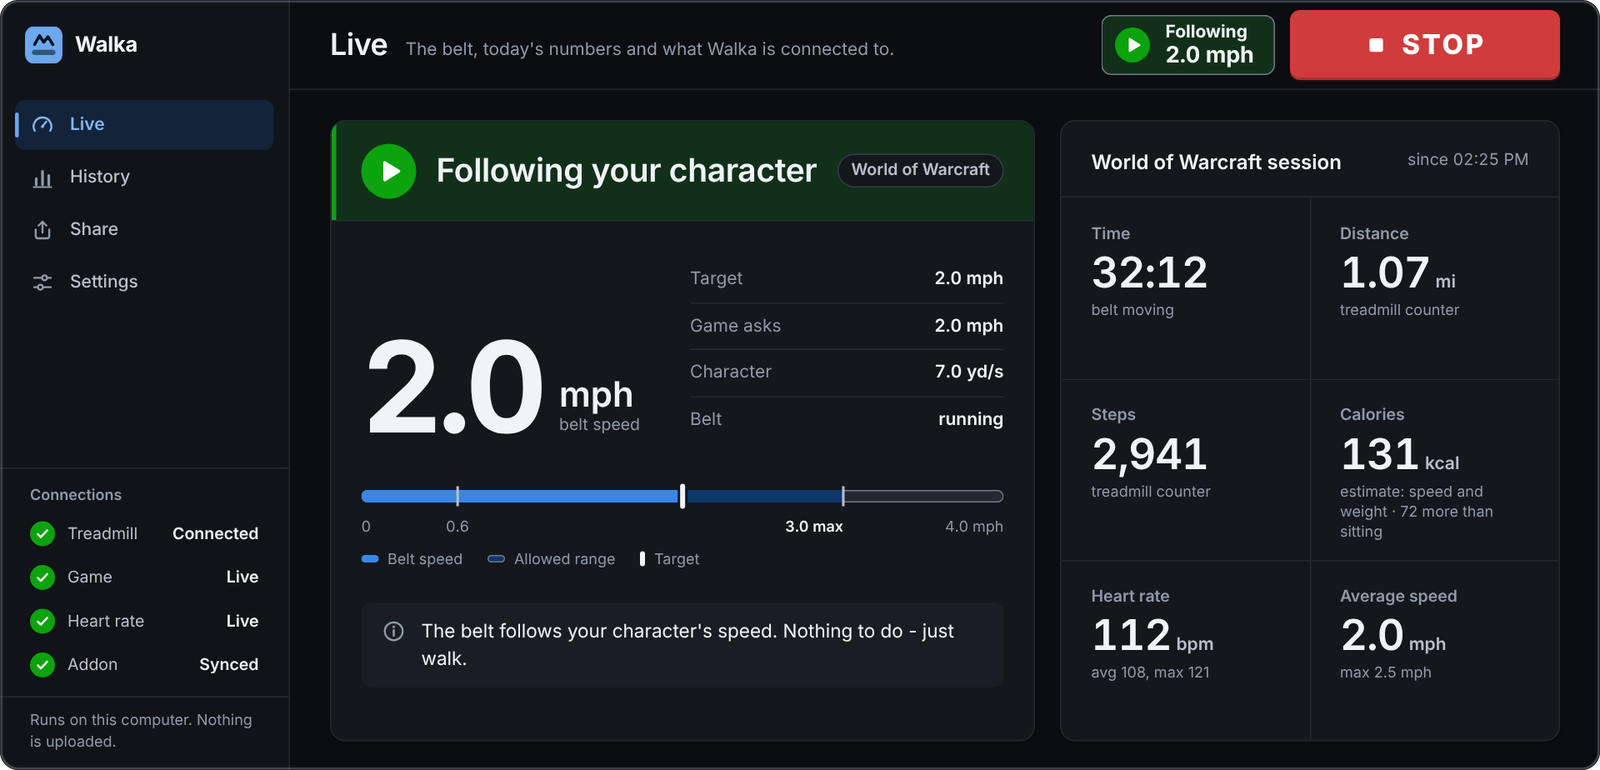 Walka
Live
History
Share
Settings
Connections
Treadmill Connected
Game Live
Heart rate Live
Addon Synced
Runs on this computer. Nothing
is uploaded.
Live The belt, today's numbers and what Walka is connected to.
Following
2.0 mph
STOP
Following your character World of Warcraft
2.0 mph
belt speed
Target 2.0 mph
Game asks 2.0 mph
Character 7.0 yd/s
Belt running
0 0.6 3.0 max 4.0 mph
Belt speed Allowed range Target
The belt follows your character's speed. Nothing to do - just
walk.
World of Warcraft session since 02:25 PM
Time
32:12
belt moving
Distance
1.07 mi
treadmill counter
Steps
2,941
treadmill counter
Calories
131 kcal
estimate: speed and
weight · 72 more than
sitting
Heart rate
112 bpm
avg 108, max 121
Average speed
2.0 mph
max 2.5 mph